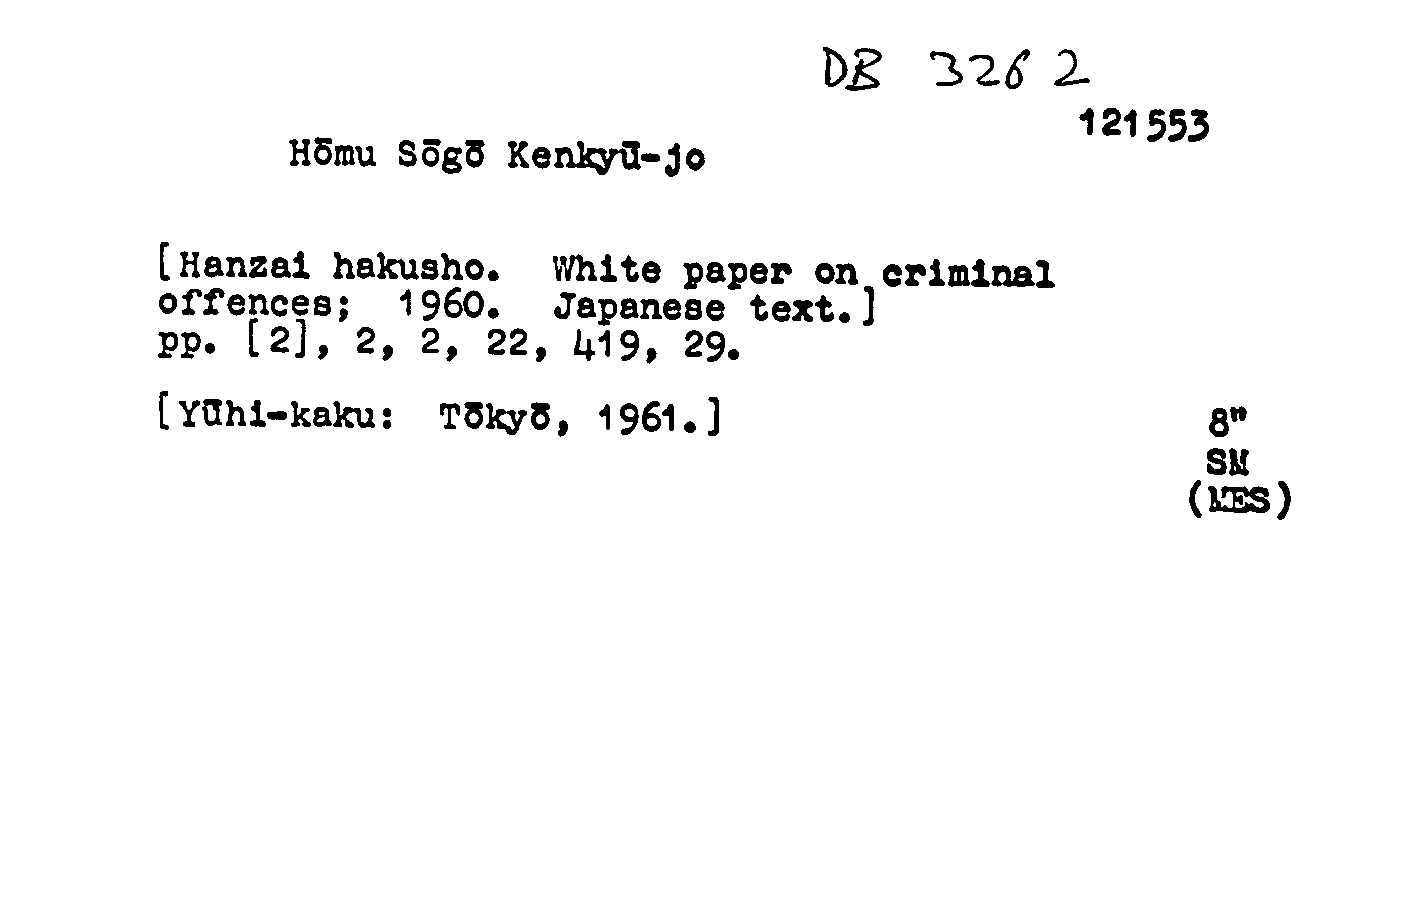 DB 3262
121553
Hōmu Sōgō Kenkyū-jo
[Hanzai hakusho. White paper on criminal
offences; 1960. Japanese text.]
pp. [2], 2, 2, 22, 419, 29.
[Yūhi-kaku: Tōkyō, 1961.]
8"
SM
(MES)